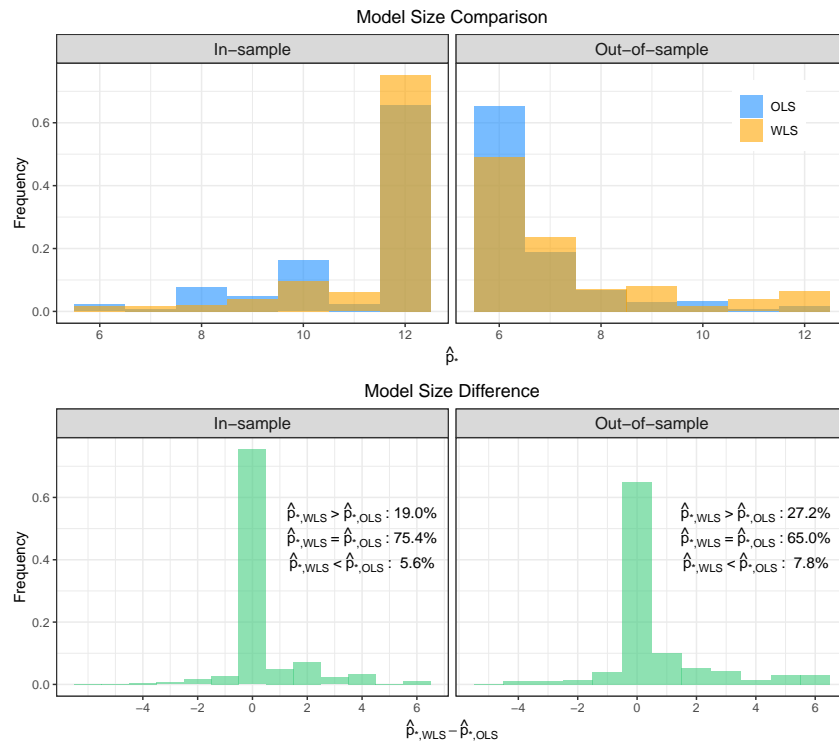 Model Size Comparison
In−sample
Out−of−sample
Frequency
0.6
0.4
0.2
0.0
OLS
WLS
6 8 10 12
6 8 10 12
p̂*
Model Size Difference
In−sample
Out−of−sample
Frequency
0.6
0.4
0.2
0.0
p̂*,WLS > p̂*,OLS : 19.0%
p̂*,WLS = p̂*,OLS : 75.4%
p̂*,WLS < p̂*,OLS : 5.6%
p̂*,WLS > p̂*,OLS : 27.2%
p̂*,WLS = p̂*,OLS : 65.0%
p̂*,WLS < p̂*,OLS : 7.8%
−4 −2 0 2 4 6
−4 −2 0 2 4 6
p̂*,WLS − p̂*,OLS